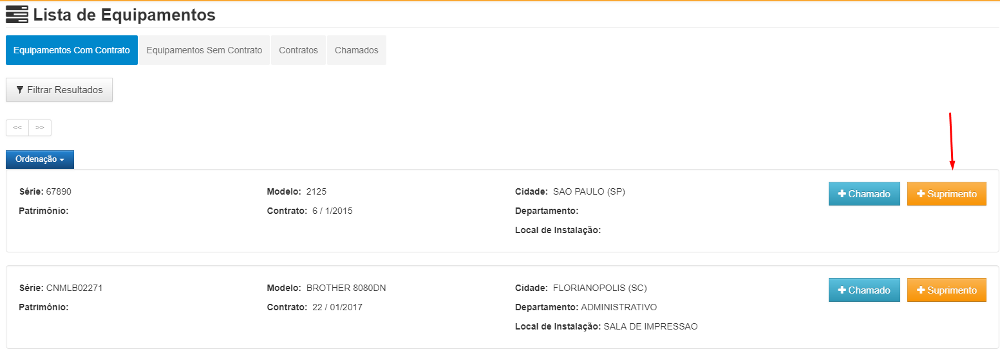 Lista de Equipamentos
Equipamentos Com Contrato Equipamentos Sem Contrato Contratos Chamados
Filtrar Resultados
<< >>
Ordenação
Série: 67890 Modelo: 2125 Cidade: SAO PAULO (SP) + Chamado + Suprimento
Patrimônio: Contrato: 6 / 1/2015 Departamento:
Local de Instalação:
Série: CNMLB02271 Modelo: BROTHER 8080DN Cidade: FLORIANOPOLIS (SC) + Chamado + Suprimento
Patrimônio: Contrato: 22 / 01/2017 Departamento: ADMINISTRATIVO
Local de Instalação: SALA DE IMPRESSAO